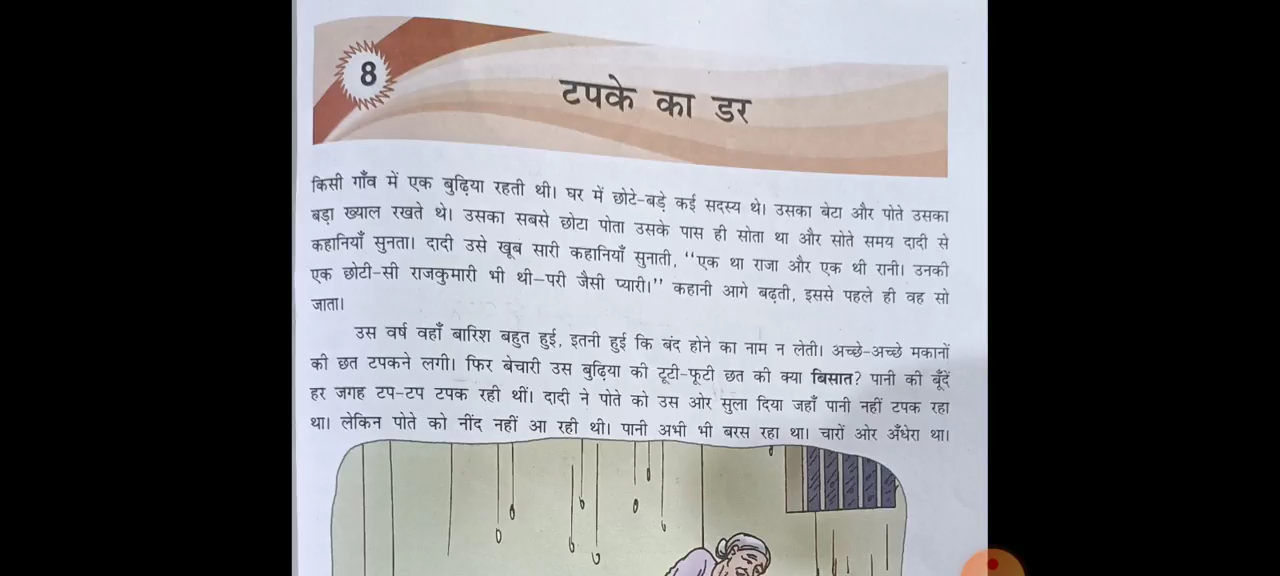 8
टपके का डर
किसी गाँव में एक बुढ़िया रहती थी। घर में छोटे-बड़े कई सदस्य थे। उसका बेटा और पोते उसका
बड़ा ख्याल रखते थे। उसका सबसे छोटा पोता उसके पास ही सोता था और सोते समय दादी से
कहानियाँ सुनता। दादी उसे खूब सारी कहानियाँ सुनाती, ‘‘एक था राजा और एक थी रानी। उनकी
एक छोटी-सी राजकुमारी भी थी–परी जैसी प्यारी।’’ कहानी आगे बढ़ती, इससे पहले ही वह सो
जाता।
उस वर्ष वहाँ बारिश बहुत हुई, इतनी हुई कि बंद होने का नाम न लेती। अच्छे-अच्छे मकानों
की छत टपकने लगी। फिर बेचारी उस बुढ़िया की टूटी-फूटी छत की क्या बिसात? पानी की बूँदें
हर जगह टप-टप टपक रही थीं। दादी ने पोते को उस ओर सुला दिया जहाँ पानी नहीं टपक रहा
था। लेकिन पोते को नींद नहीं आ रही थी। पानी अभी भी बरस रहा था। चारों ओर अँधेरा था।